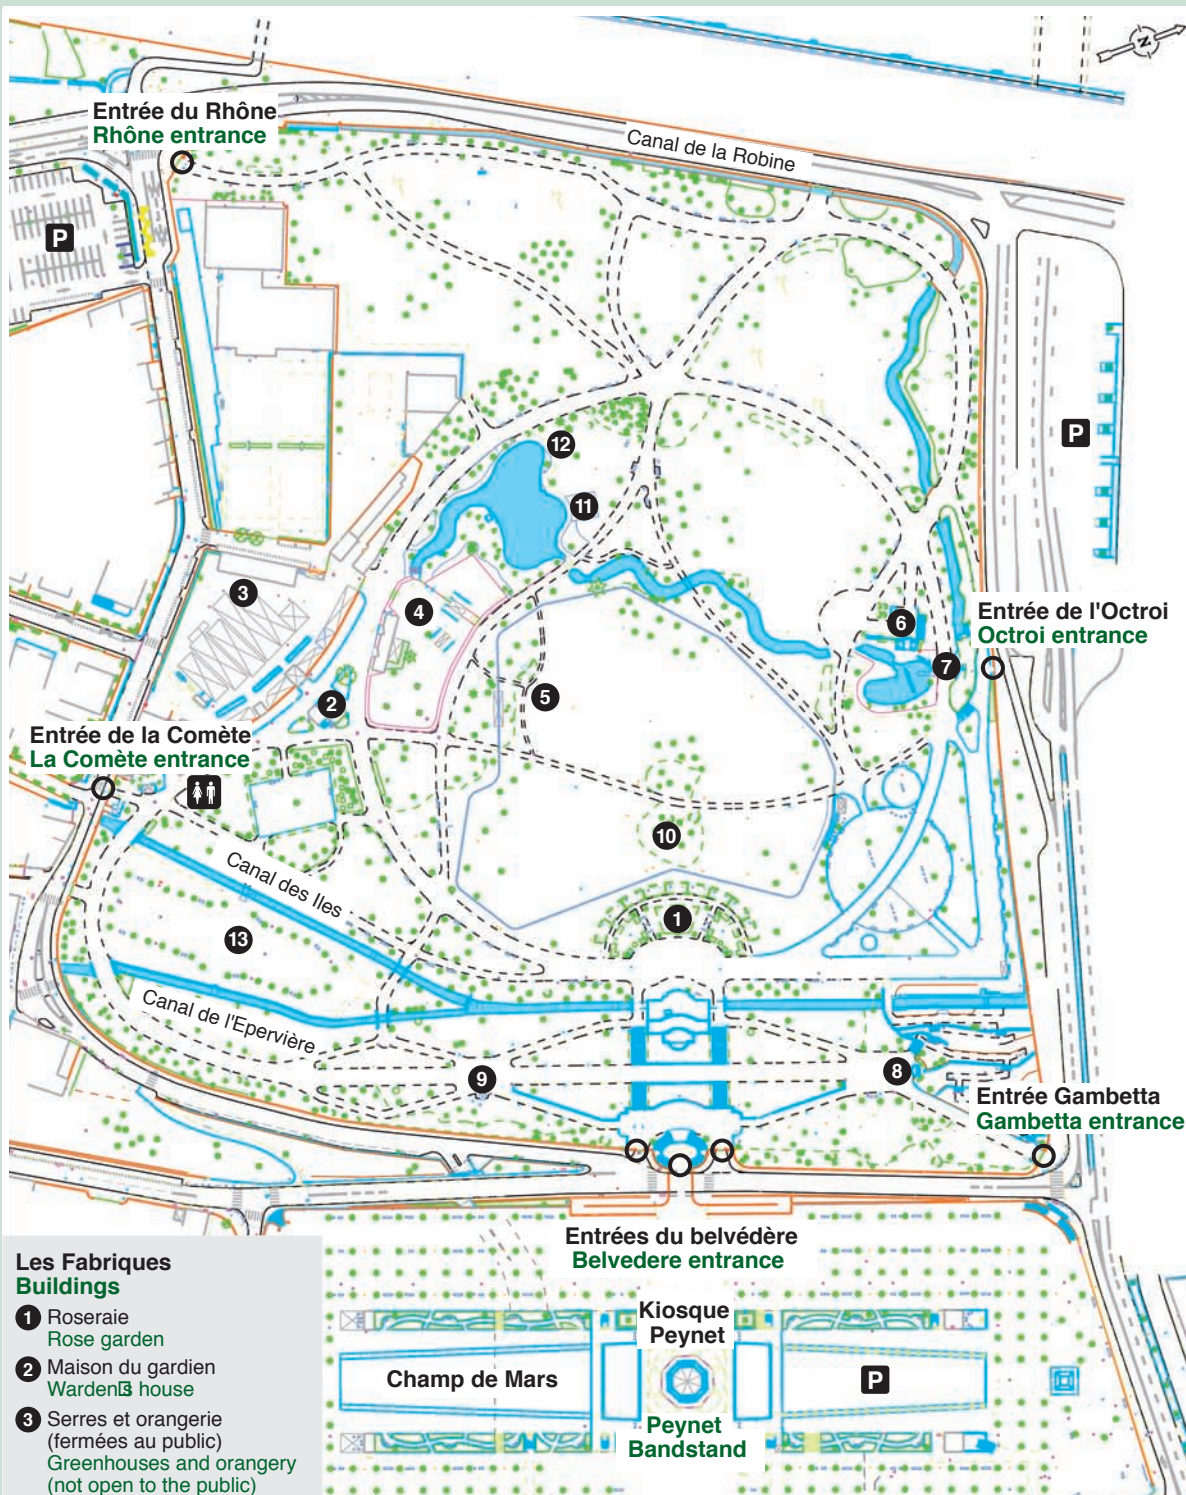 N
Entrée du Rhône
Rhône entrance
Canal de la Robine
P
P
12
11
3
4
6
Entrée de l'Octroi
Octroi entrance
7
5
2
Entrée de la Comète
La Comète entrance
10
Canal des Iles
1
13
Canal de l'Epervière
9
8
Entrée Gambetta
Gambetta entrance
Entrées du belvédère
Belvedere entrance
Les Fabriques
Buildings
1 Roseraie
Rose garden
2 Maison du gardien
Warden s house
3 Serres et orangerie
(fermées au public)
Greenhouses and orangery
(not open to the public)
Kiosque
Peynet
Champ de Mars
P
Peynet
Bandstand